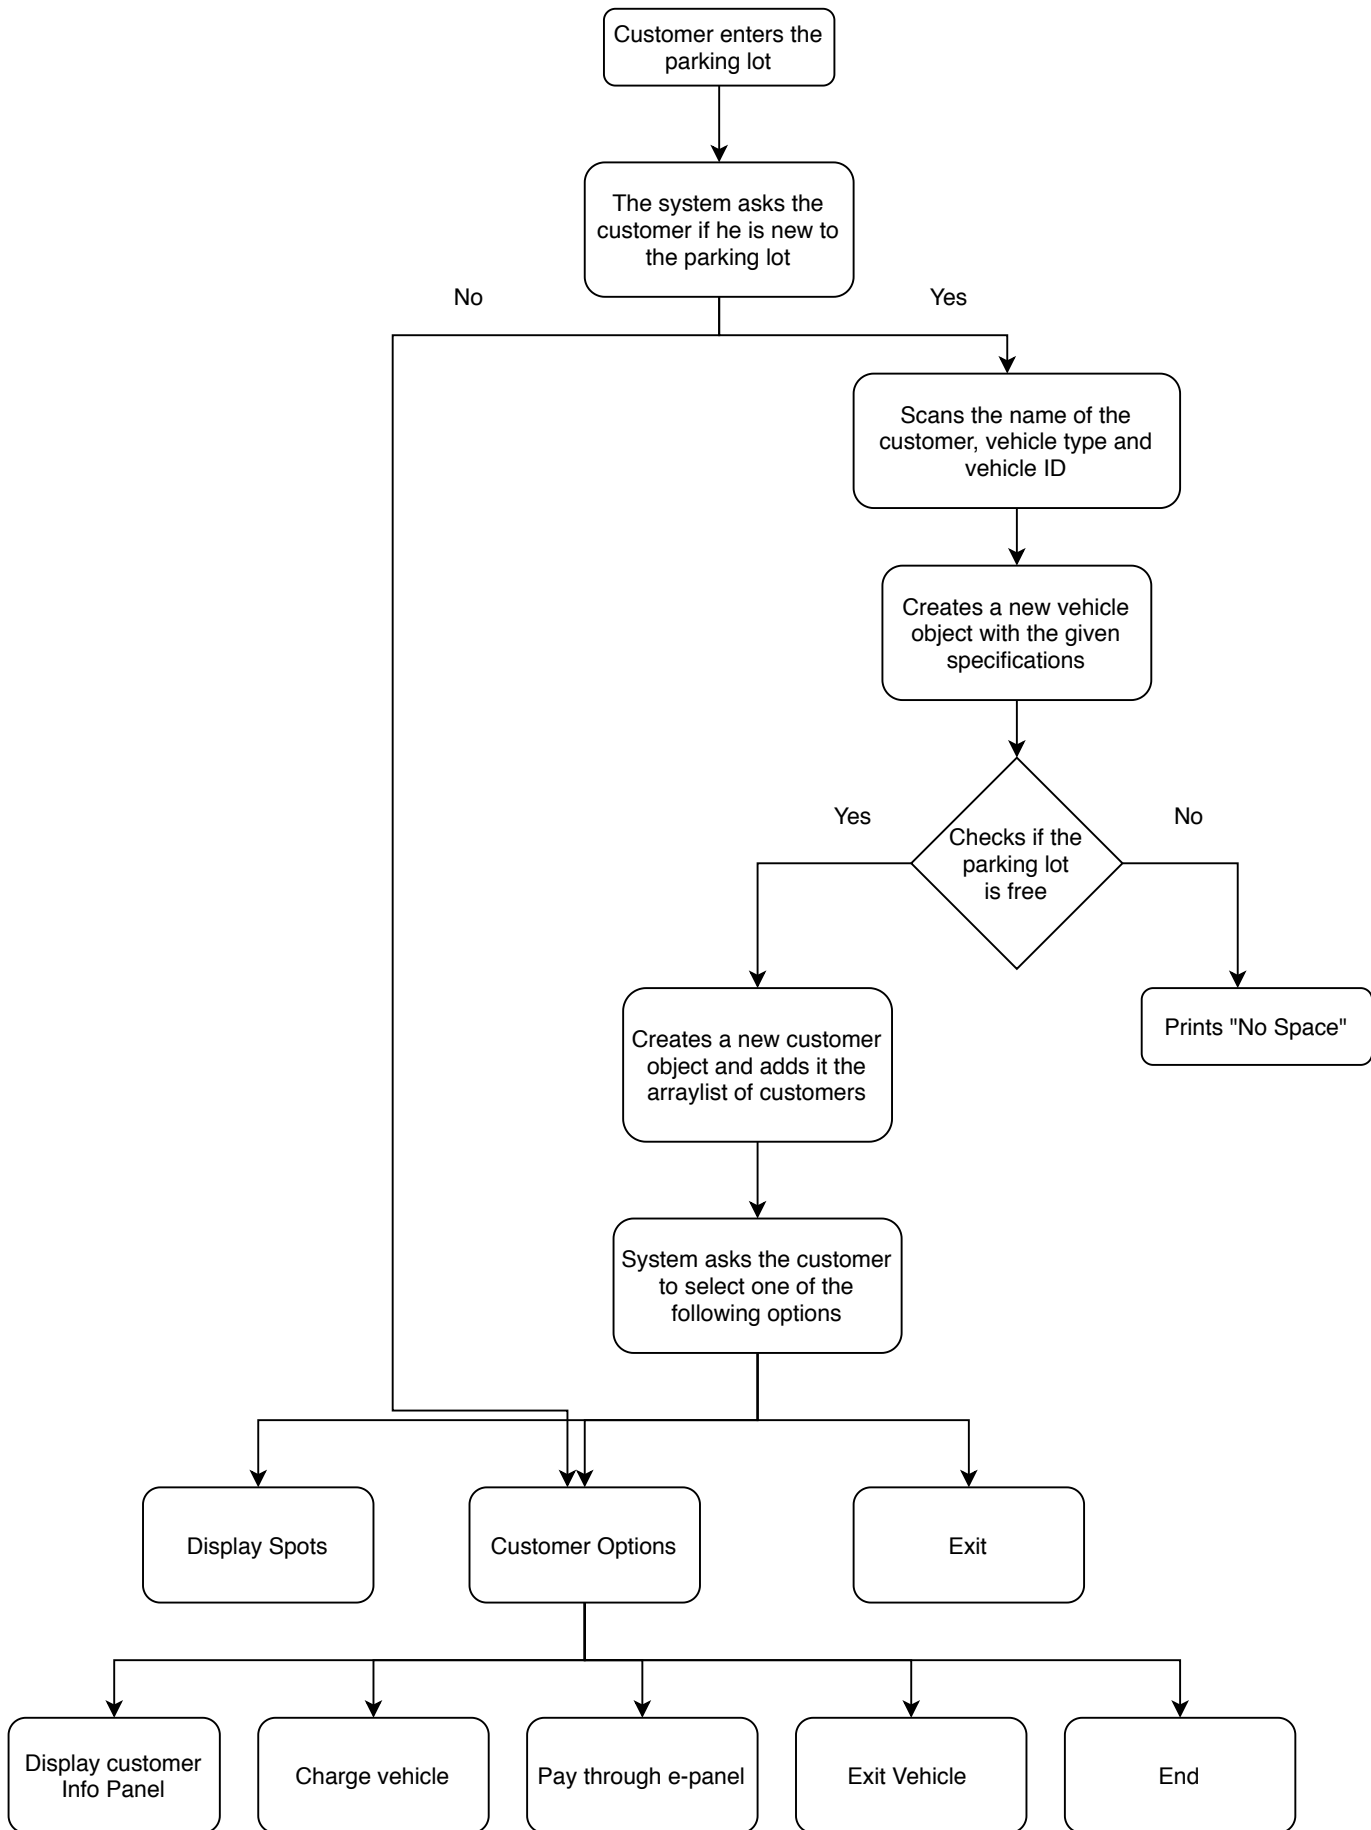 Customer enters the
parking lot
The system asks the
customer if he is new to
the parking lot
No
Yes
Scans the name of the
customer, vehicle type and
vehicle ID
Creates a new vehicle
object with the given
specifications
Yes
No
Checks if the
parking lot
is free
Creates a new customer
object and adds it the
arraylist of customers
Prints "No Space"
System asks the customer
to select one of the
following options
Display Spots
Customer Options
Exit
Display customer
Info Panel
Charge vehicle
Pay through e-panel
Exit Vehicle
End